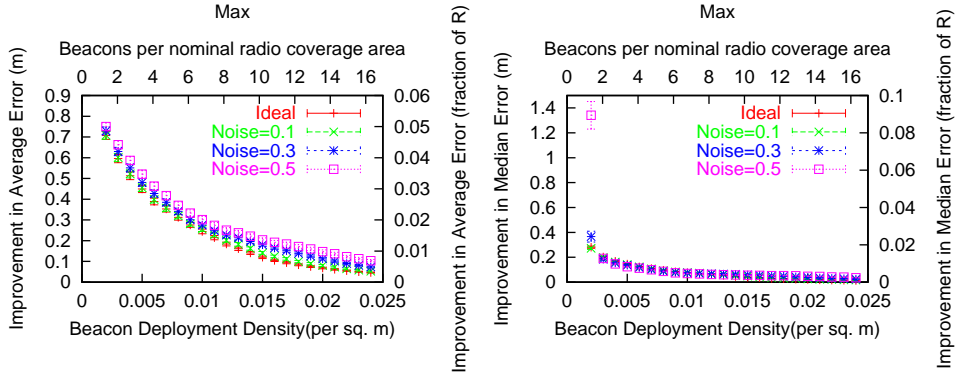 Max
Beacons per nominal radio coverage area
0 2 4 6 8 10 12 14 16
Improvement in Average Error (m)
0.9
0.8
0.7
0.6
0.5
0.4
0.3
0.2
0.1
0
Ideal
Noise=0.1
Noise=0.3
Noise=0.5
0.06
0.05
0.04
0.03
0.02
0.01
0
Improvement in Average Error (fraction of R)
0 0.005 0.01 0.015 0.02 0.025
Beacon Deployment Density(per sq. m)
Max
Beacons per nominal radio coverage area
0 2 4 6 8 10 12 14 16
Improvement in Median Error (m)
1.4
1.2
1
0.8
0.6
0.4
0.2
0
Ideal
Noise=0.1
Noise=0.3
Noise=0.5
0.1
0.08
0.06
0.04
0.02
0
Improvement in Median Error (fraction of R)
0 0.005 0.01 0.015 0.02 0.025
Beacon Deployment Density(per sq. m)